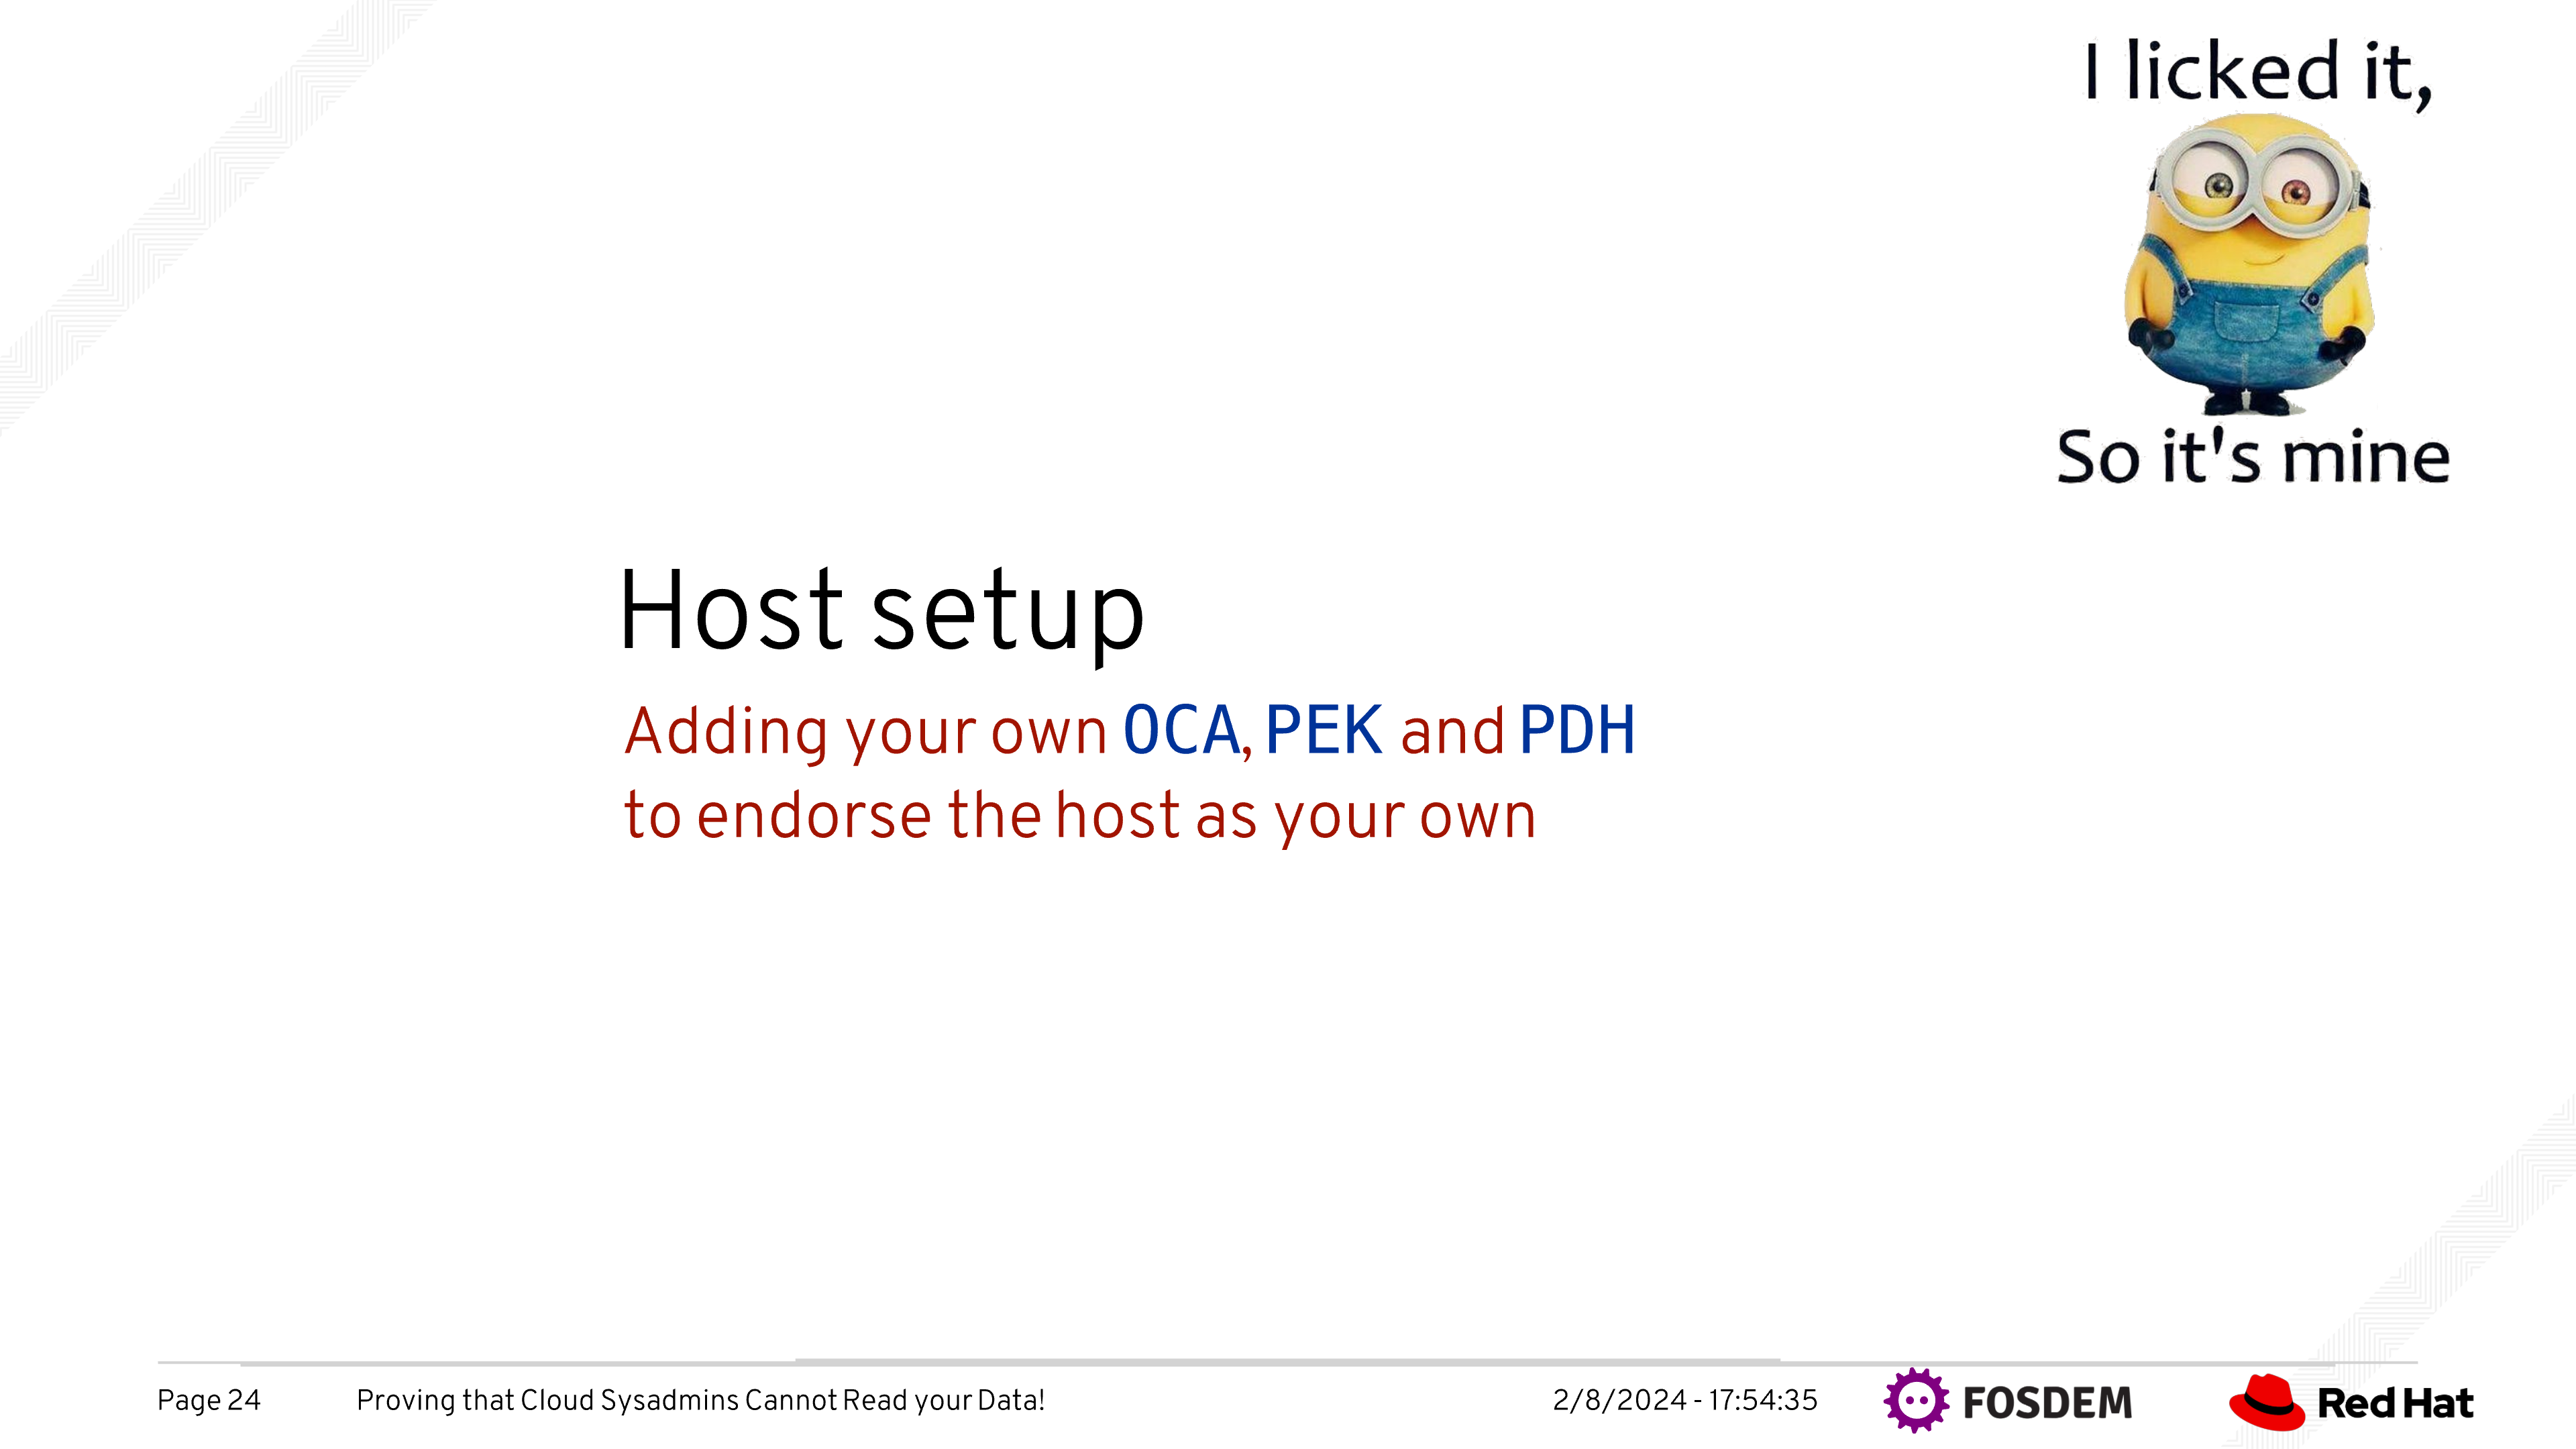 I licked it,
So it's mine
Host setup
Adding your own OCA, PEK and PDH
to endorse the host as your own
Page 24
Proving that Cloud Sysadmins Cannot Read your Data!
2/8/2024 - 17:54:35
FOSDEM
Red Hat